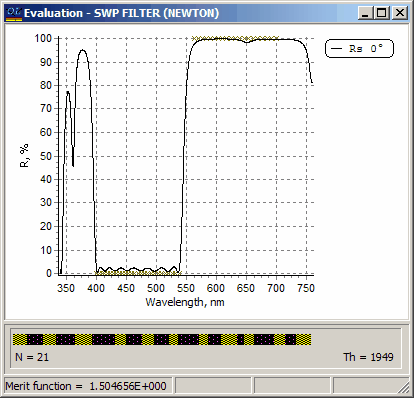 OL Evaluation - SWP FILTER (NEWTON)
R, %
100
90
80
70
60
50
40
30
20
10
0
350 400 450 500 550 600 650 700 750
Wavelength, nm
Rs 0°
N = 21 Th = 1949
Merit function = 1.504656E+000